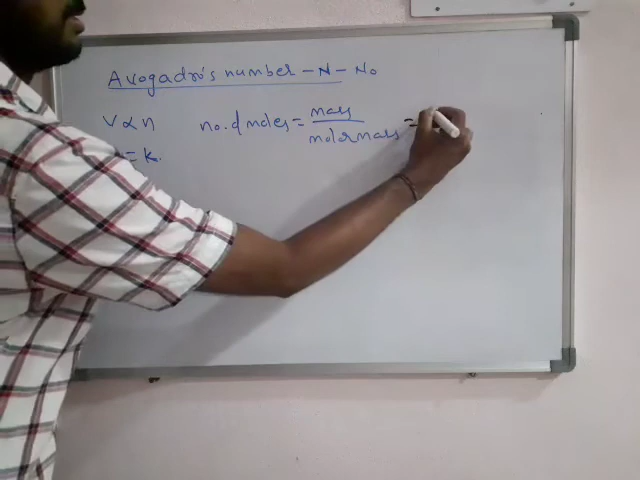 Avogadro's number - N - No
V ∝ n no. of moles = mass / molar mass =
= k.